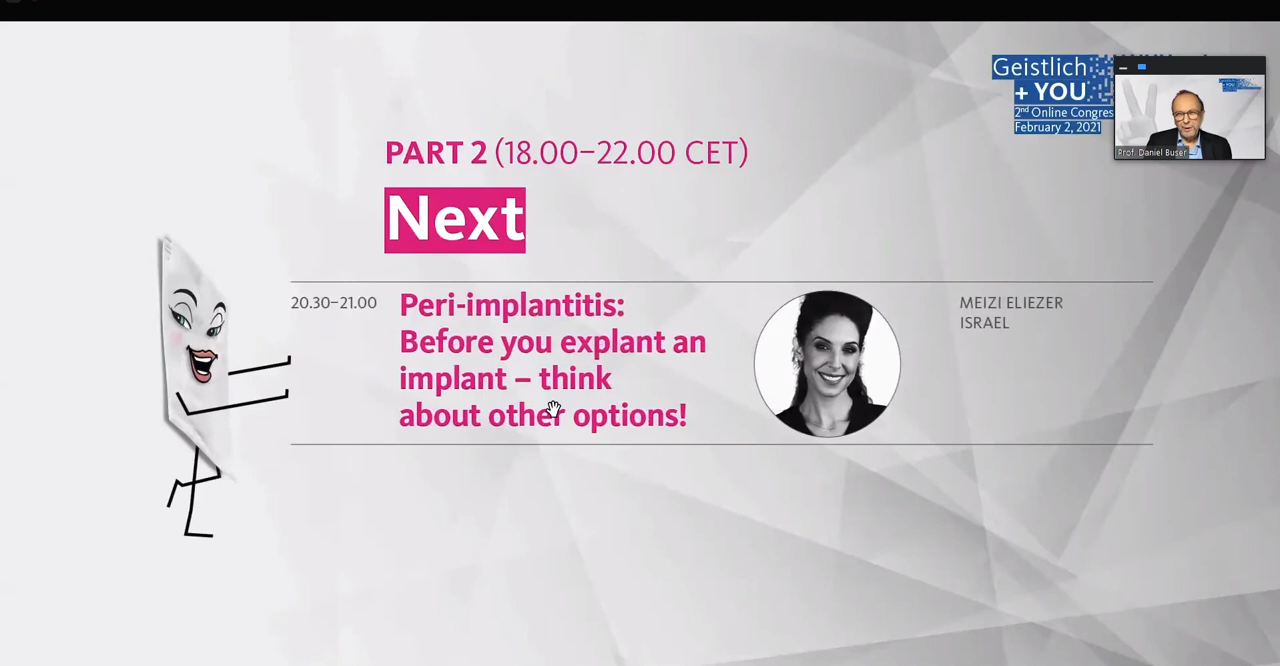 Geistlich
+ YOU
2nd Online Congres
February 2, 2021
Prof. Daniel Buser
PART 2 (18.00–22.00 CET)
Next
20.30–21.00
Peri-implantitis:
Before you explant an
implant – think
about other options!
MEIZI ELIEZER
ISRAEL